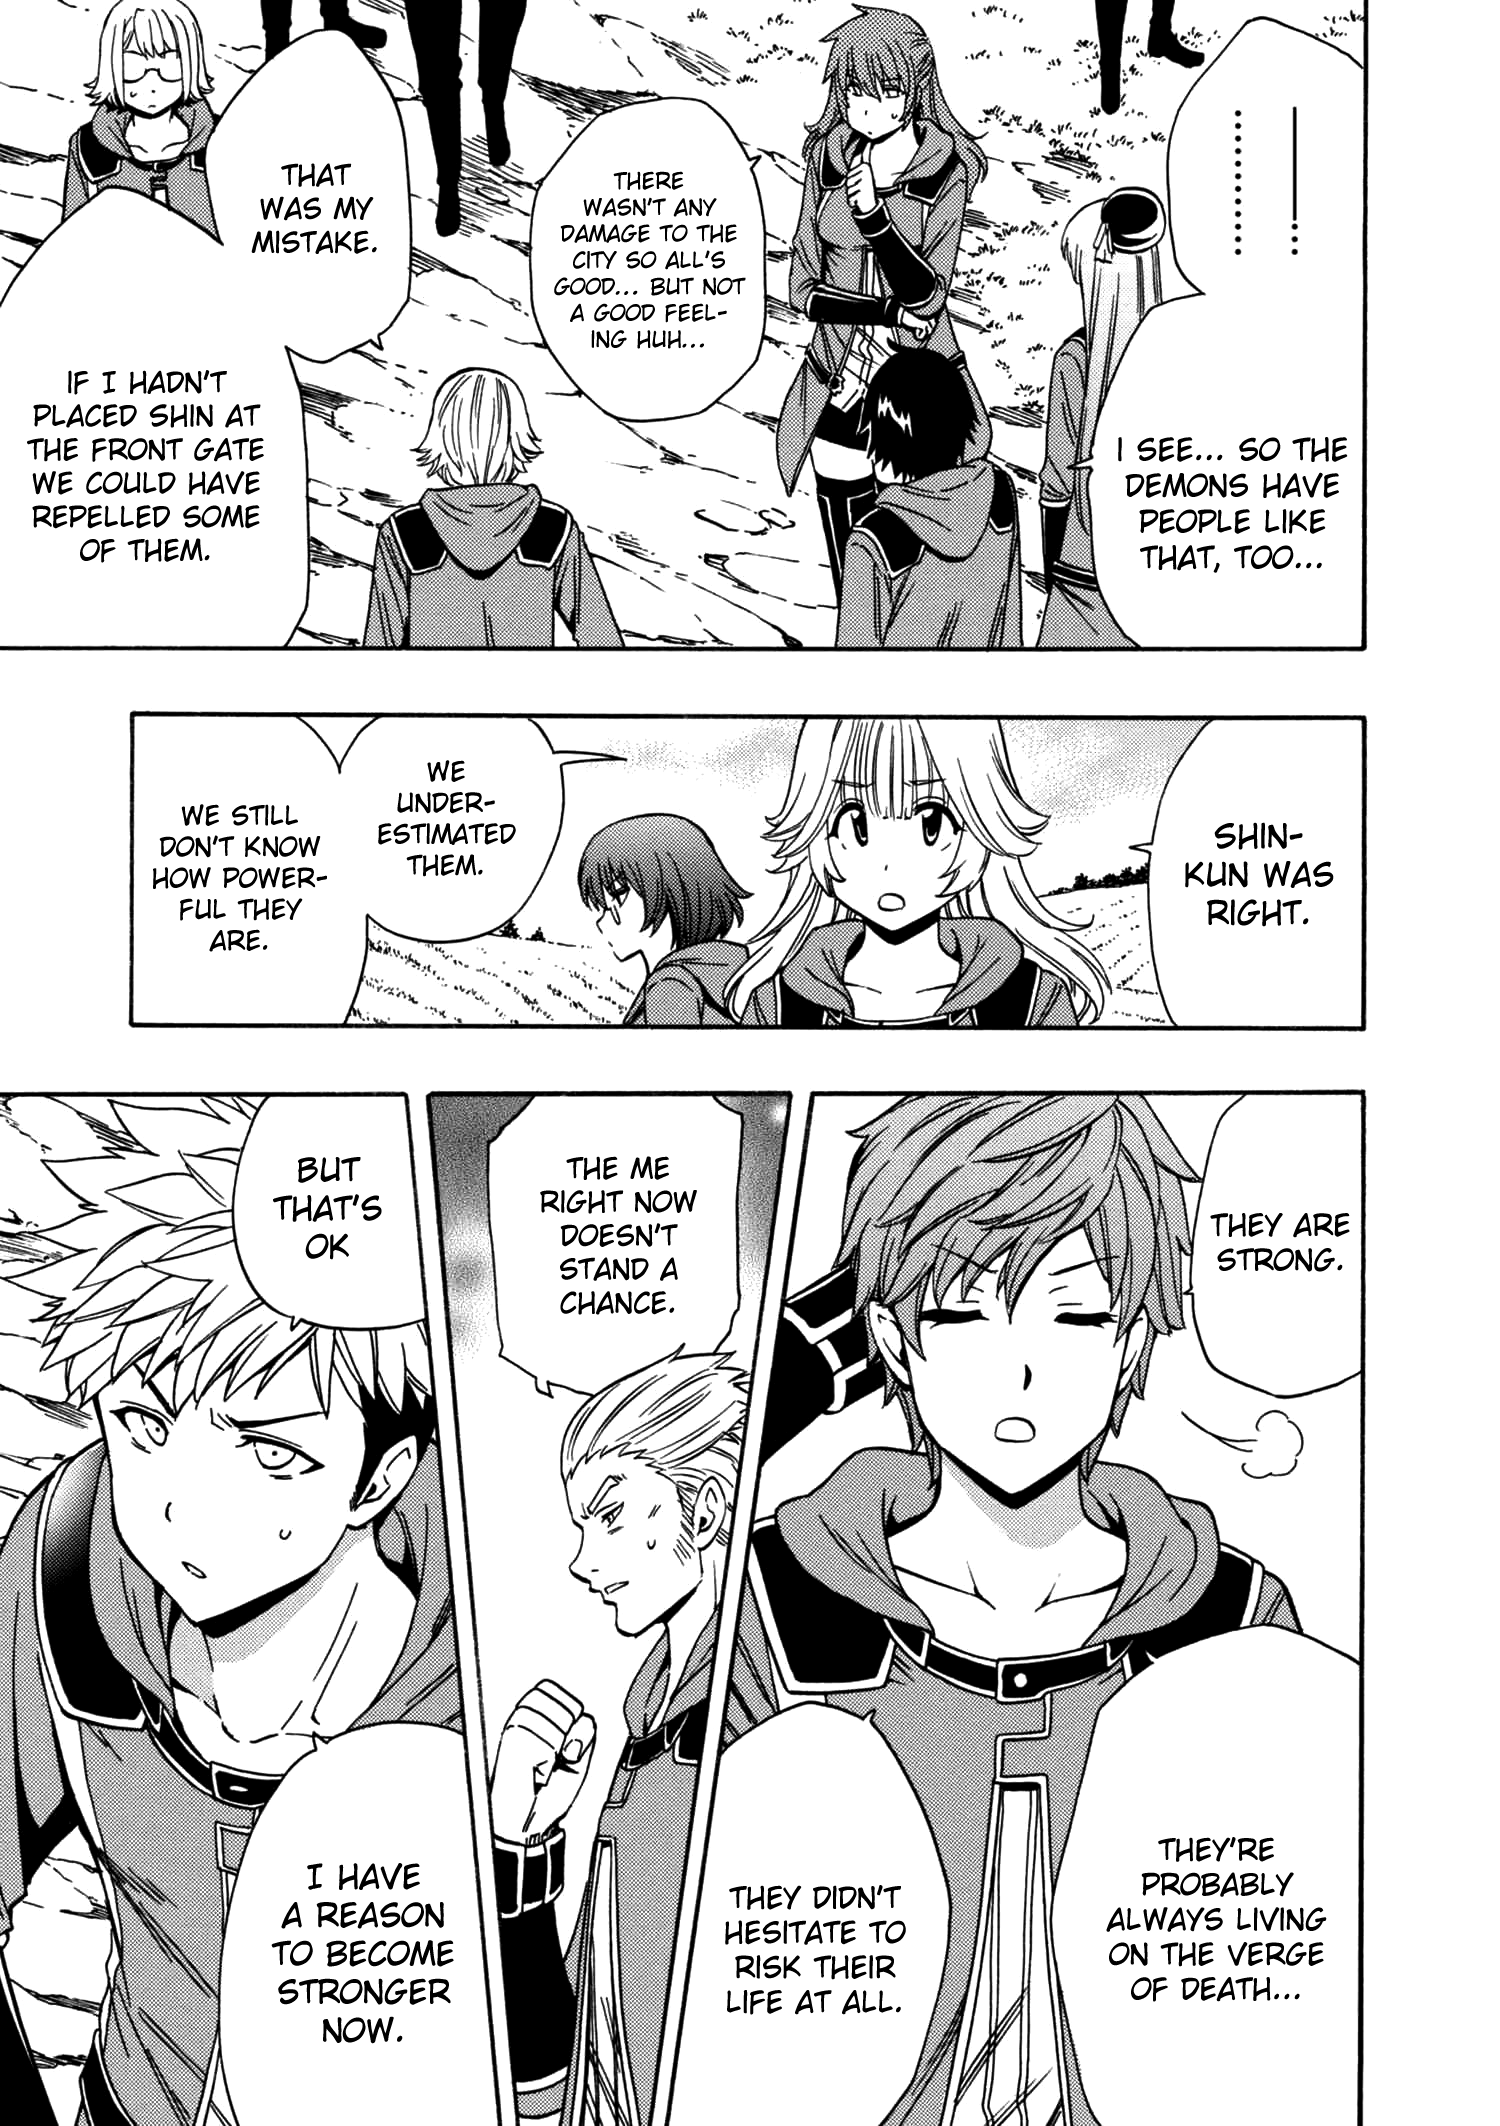 I SEE... SO THE
DEMONS HAVE
PEOPLE LIKE
THAT, TOO...
THERE
WASN'T ANY
DAMAGE TO THE
CITY SO ALL'S
GOOD... BUT NOT
A GOOD FEEL-
ING HUH...
THAT
WAS MY
MISTAKE.
IF I HADN'T
PLACED SHIN AT
THE FRONT GATE
WE COULD HAVE
REPELLED SOME
OF THEM.
SHIN-
KUN WAS
RIGHT.
WE
UNDER-
ESTIMATED
THEM.
WE STILL
DON'T KNOW
HOW POWER-
FUL THEY
ARE.
THEY ARE
STRONG.
THEY'RE
PROBABLY
ALWAYS LIVING
ON THE VERGE
OF DEATH...
THEY DIDN'T
HESITATE TO
RISK THEIR
LIFE AT ALL.
THE ME
RIGHT NOW
DOESN'T
STAND A
CHANCE.
BUT
THAT'S
OK
I HAVE
A REASON
TO BECOME
STRONGER
NOW.